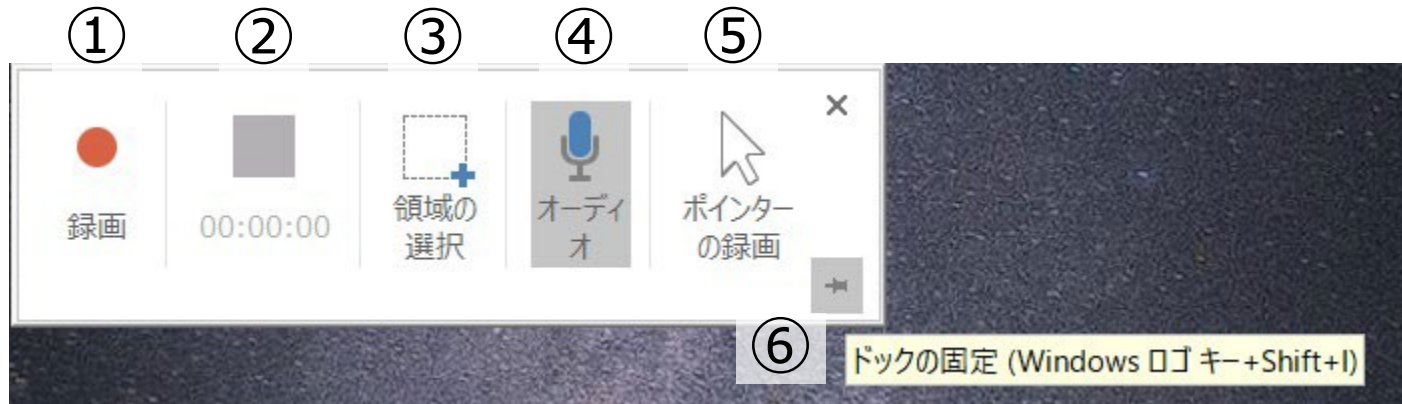 ① ② ③ ④ ⑤
録画
00:00:00
領域の
選択
オーディ
オ
ポインター
の録画
⑥
ドックの固定 (Windows ロゴ キー+Shift+I)